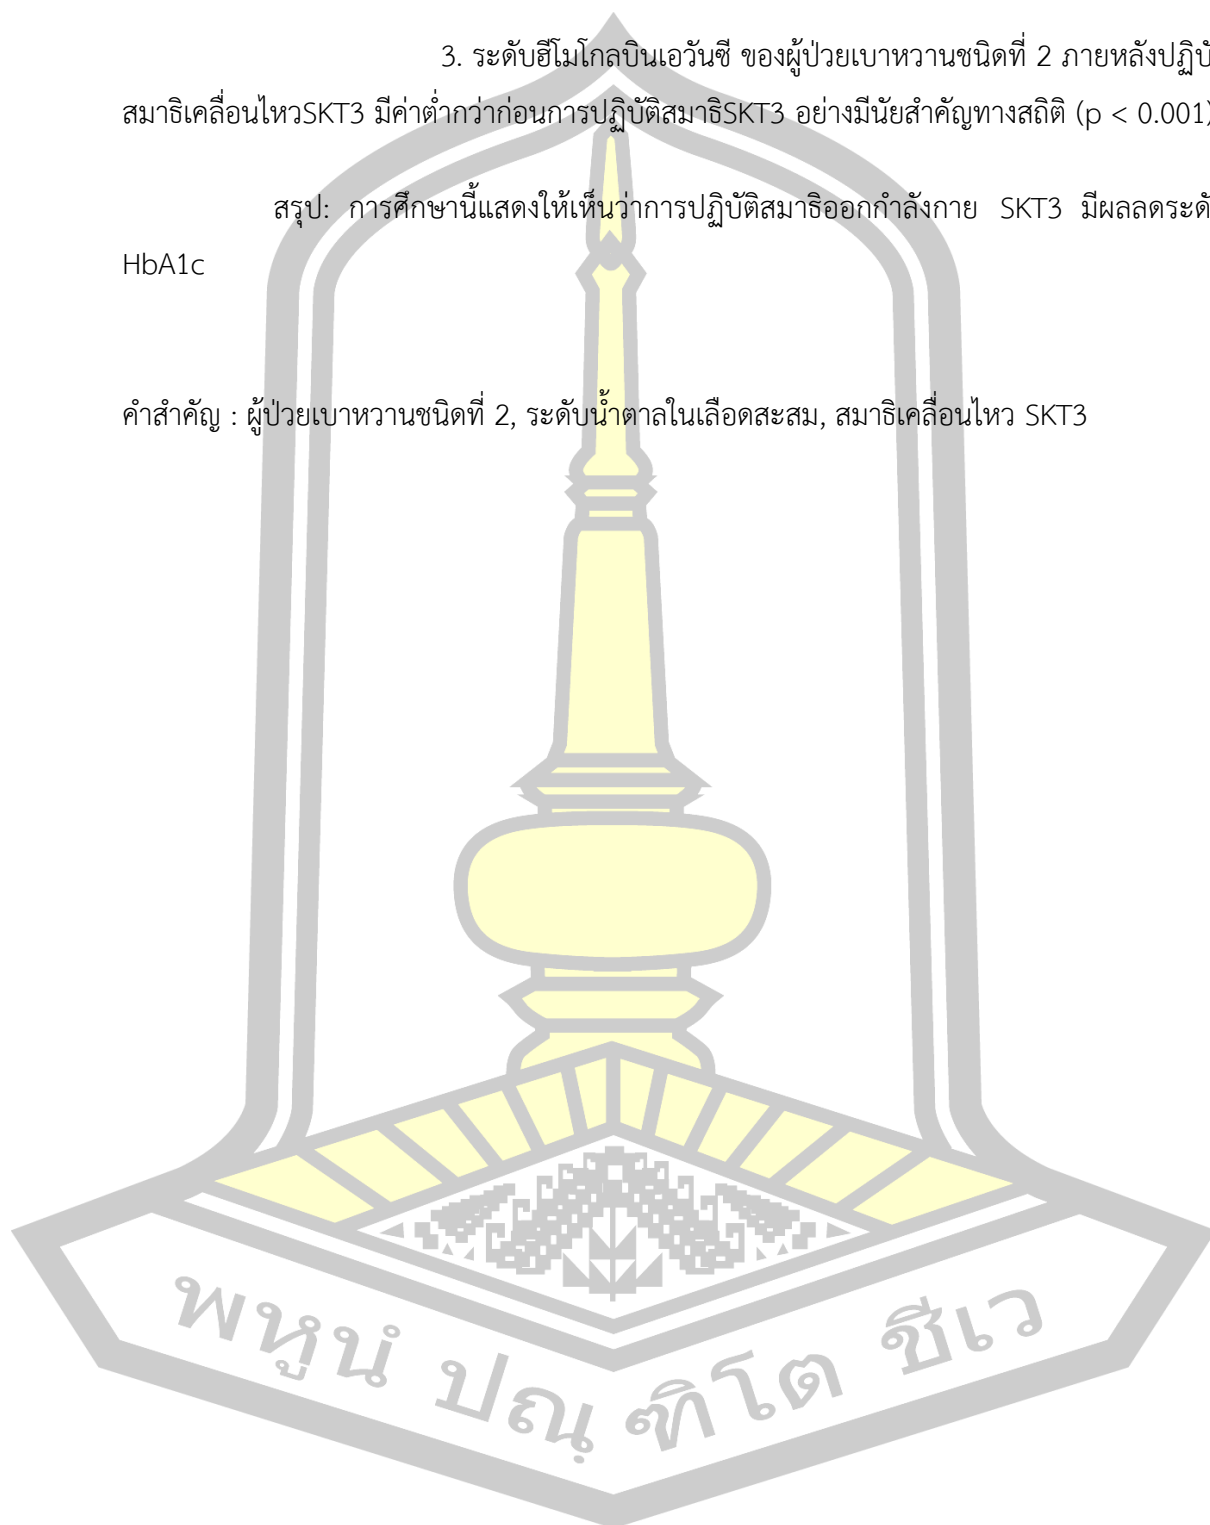 3. ระดับฮีโมโกลบินเอวันซี ของผู้ป่วยเบาหวานชนิดที่ 2 ภายหลังปฏิบั
สมาธิเคลื่อนไหวSKT3 มีค่าต่ำกว่าก่อนการปฏิบัติสมาธิSKT3 อย่างมีนัยสำคัญทางสถิติ (p < 0.001)
สรุป: การศึกษานี้แสดงให้เห็นว่าการปฏิบัติสมาธิออกกำลังกาย SKT3 มีผลลดระดั
HbA1c
คำสำคัญ : ผู้ป่วยเบาหวานชนิดที่ 2, ระดับน้ำตาลในเลือดสะสม, สมาธิเคลื่อนไหว SKT3
พหูนํ ปณฺฑิโต ชีเว